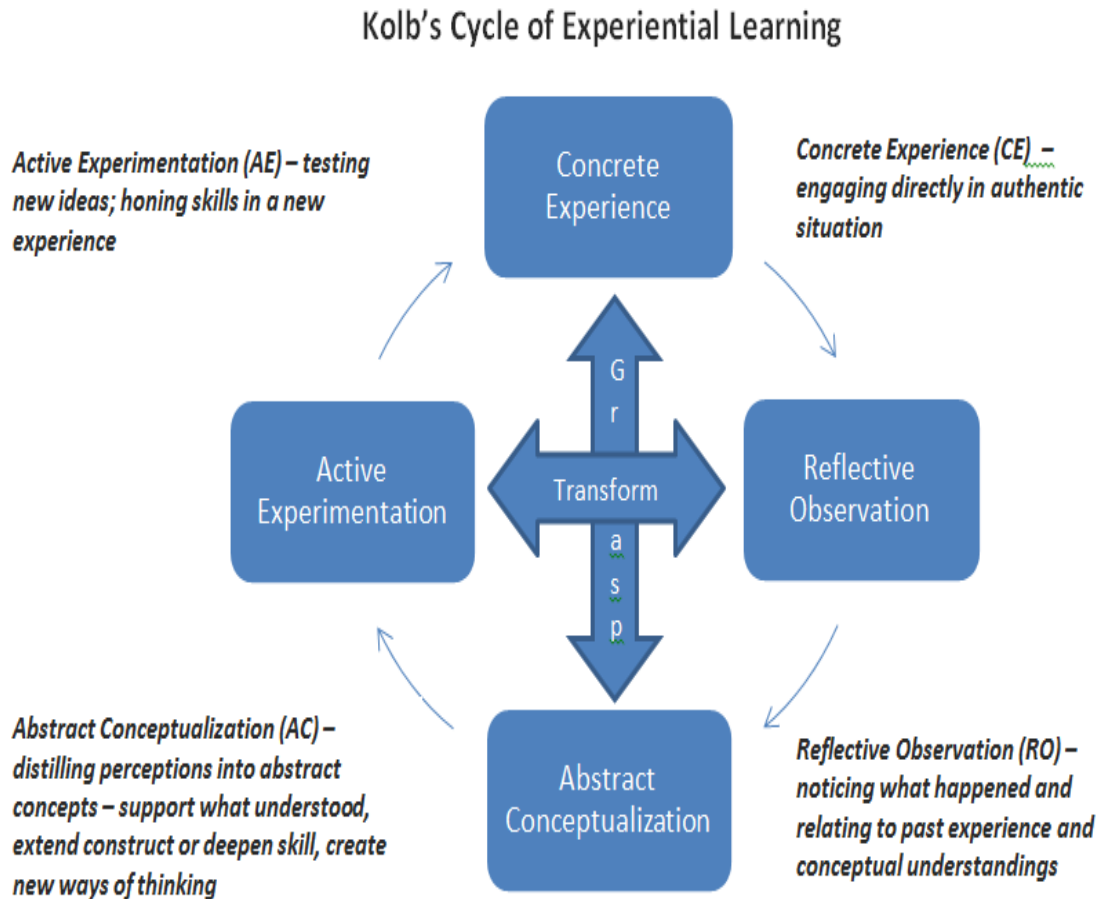 Kolb's Cycle of Experiential Learning
Active Experimentation (AE) – testing
new ideas; honing skills in a new
experience
Concrete
Experience
Concrete Experience (CE) –
engaging directly in authentic
situation
G
r
Active
Experimentation
Transform
Reflective
Observation
a
s
p
Abstract Conceptualization (AC) –
distilling perceptions into abstract
concepts – support what understood,
extend construct or deepen skill, create
new ways of thinking
Abstract
Conceptualization
Reflective Observation (RO) –
noticing what happened and
relating to past experience and
conceptual understandings